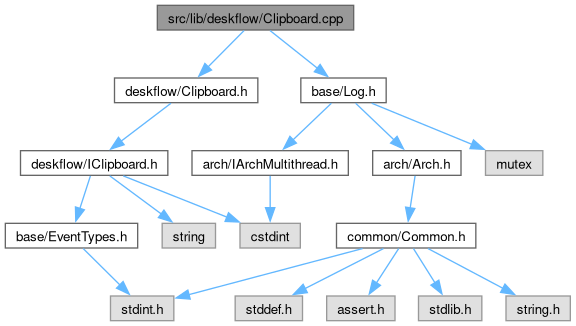 src/lib/deskflow/Clipboard.cpp
deskflow/Clipboard.h
base/Log.h
deskflow/IClipboard.h
arch/IArchMultithread.h
arch/Arch.h
mutex
base/EventTypes.h
string
cstdint
common/Common.h
stdint.h
stddef.h
assert.h
stdlib.h
string.h